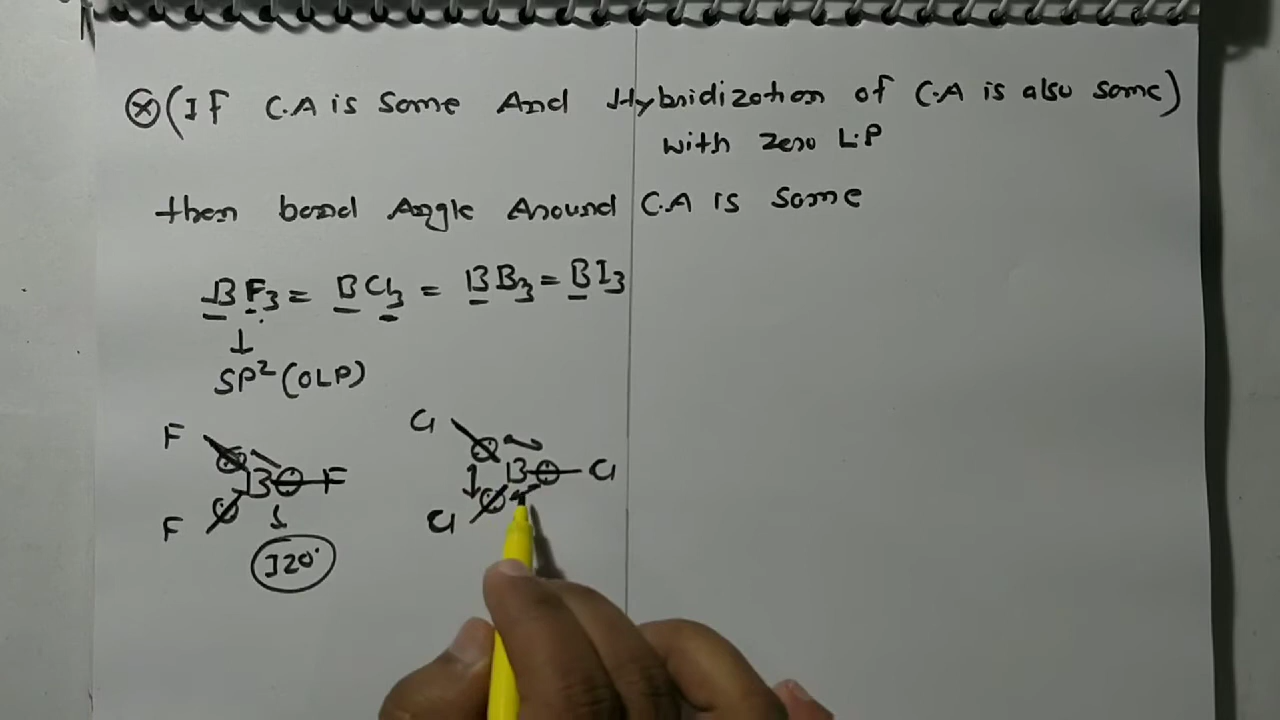 ⊗ (IF C.A is Same And Hybridization of C.A is also same)
with zero L.P
then bond Angle Around C.A is same
BF3 = BCl3 = BB3 = BI3
↓
SP² (0LP)
F Cl
B F B Cl
F Cl
120°